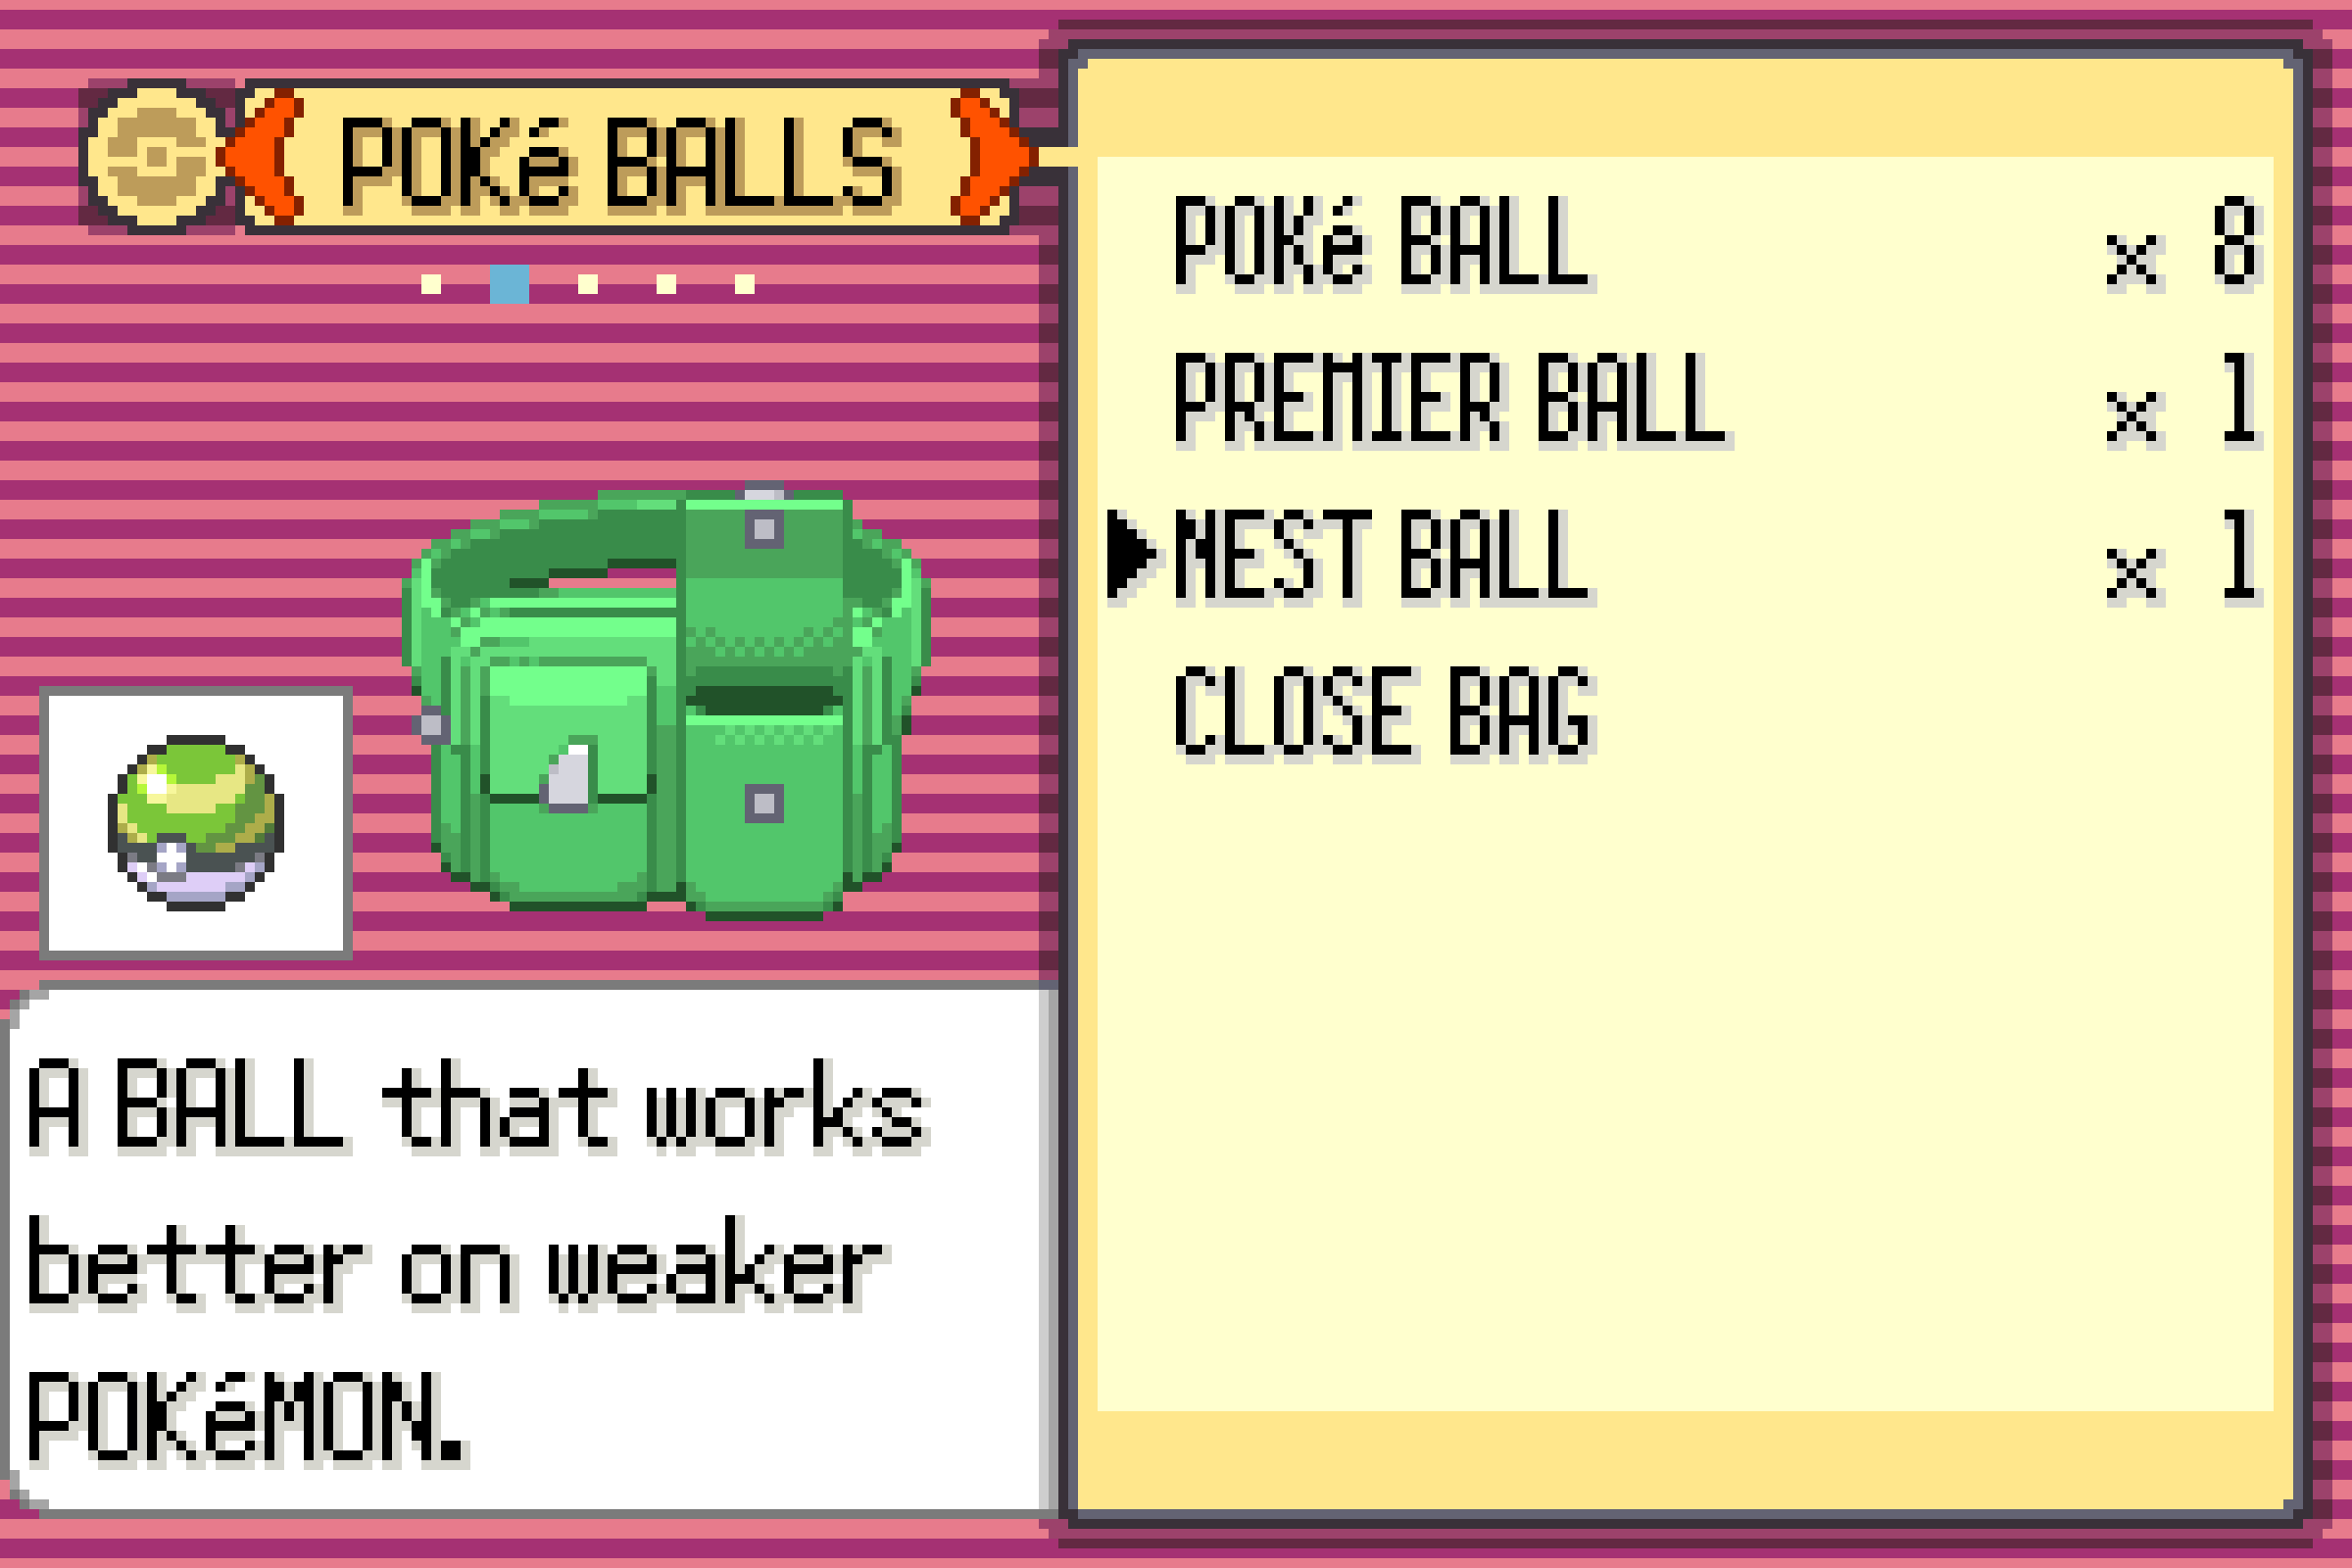 POKé BALLS
POKé BALL × 8
PREMIER BALL × 1
NEST BALL × 1
CLOSE BAG
A BALL that works
better on weaker
POKéMON.